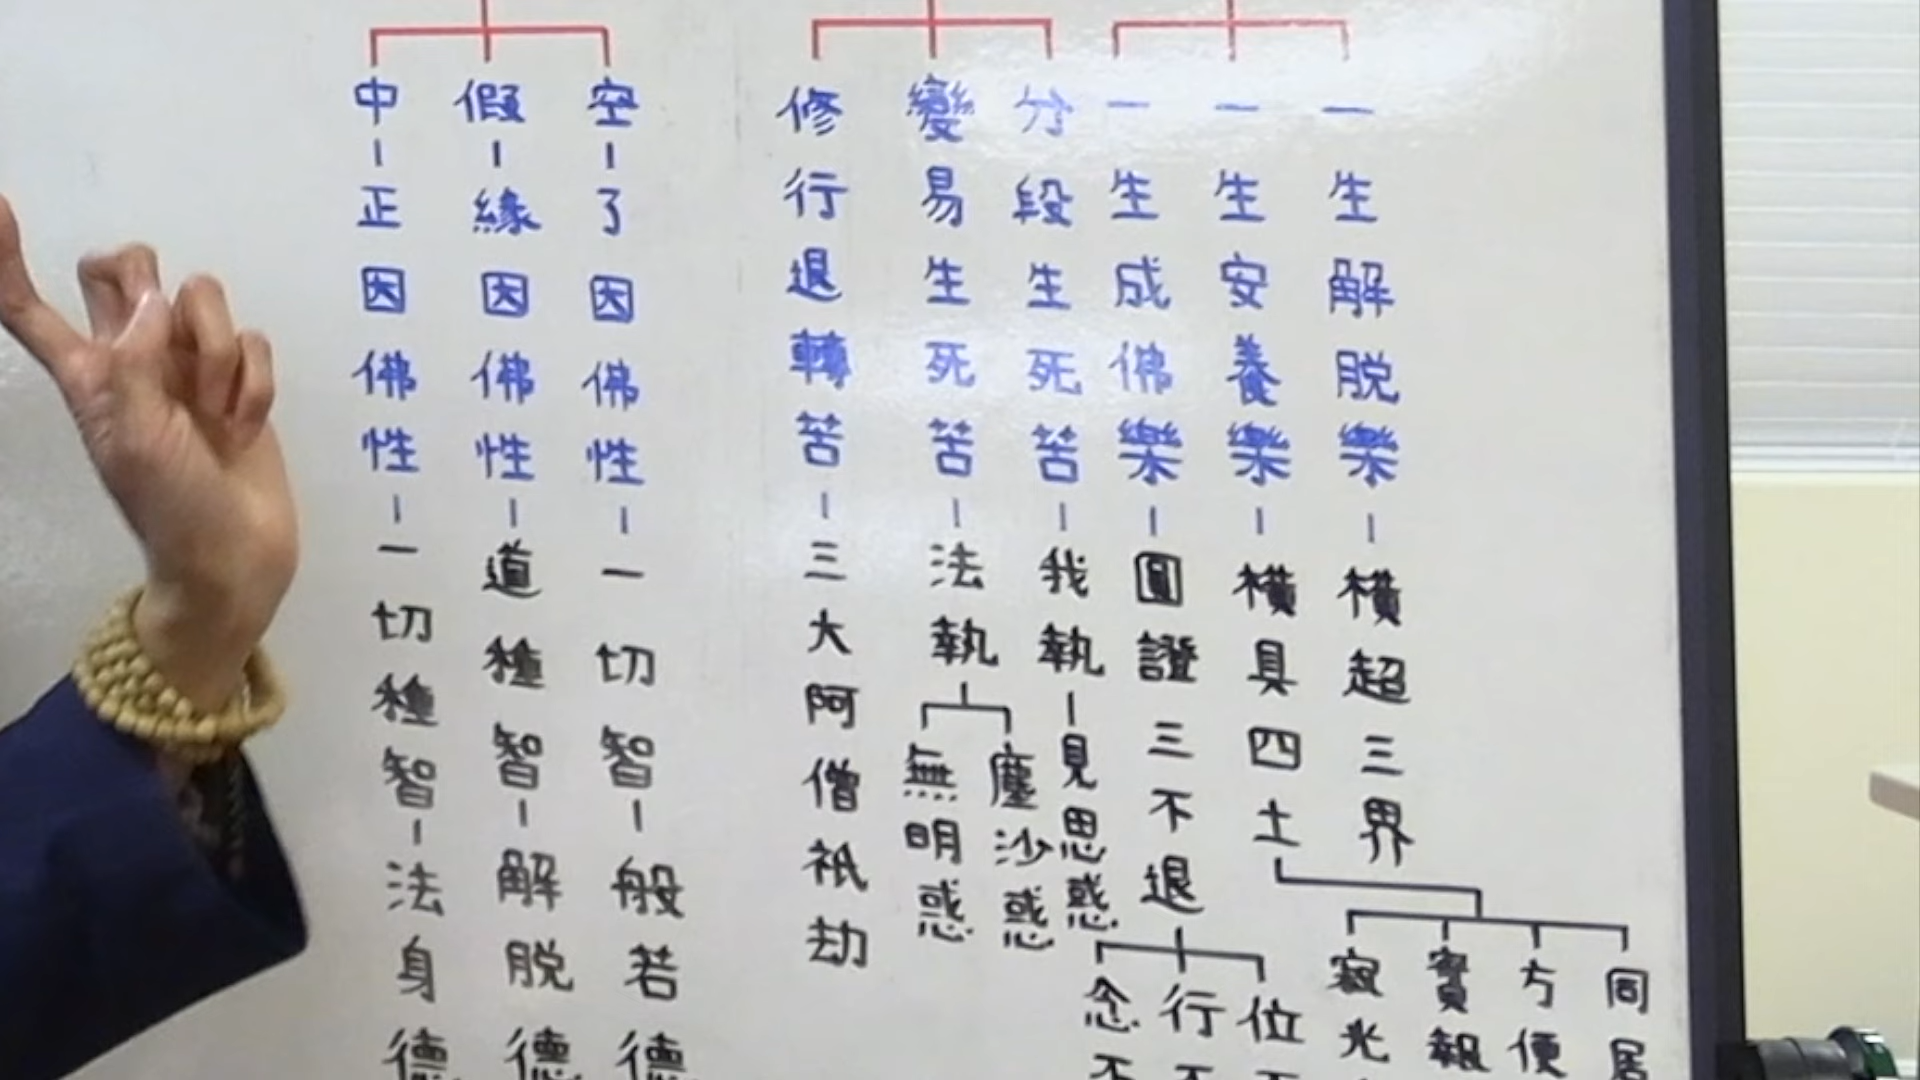 一生解脱樂-橫超三界
一生安養樂-橫具四土
同居
方便
實報
寂光
一生成佛樂-圓證三不退
位不
行不
念不
分段生死苦-我執-見思惑
變易生死苦-法執
塵沙惑
無明惑
修行退轉苦-三大阿僧祇劫
空-了因佛性-一切智-般若德
假-緣因佛性-道種智-解脱德
中-正因佛性-一切種智-法身德